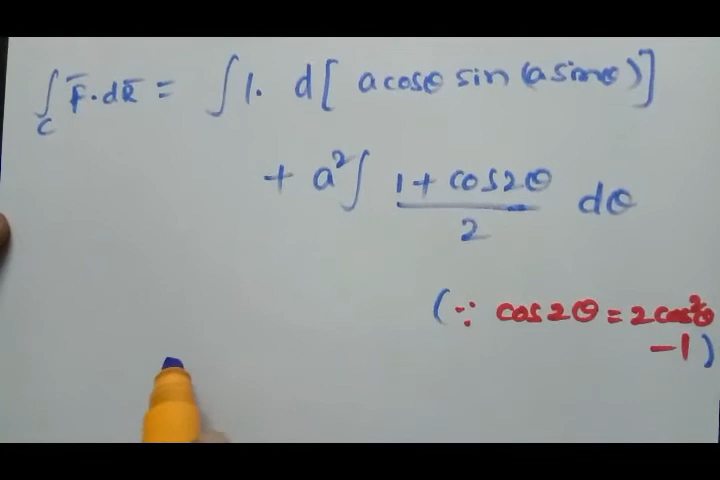 ∫_C F̄·dR̄ = ∫ 1. d[ a cosθ sin(a sinθ) ]
+ a² ∫ (1 + cos2θ)/2 dθ
(∵ cos2θ = 2cos²θ
-1)